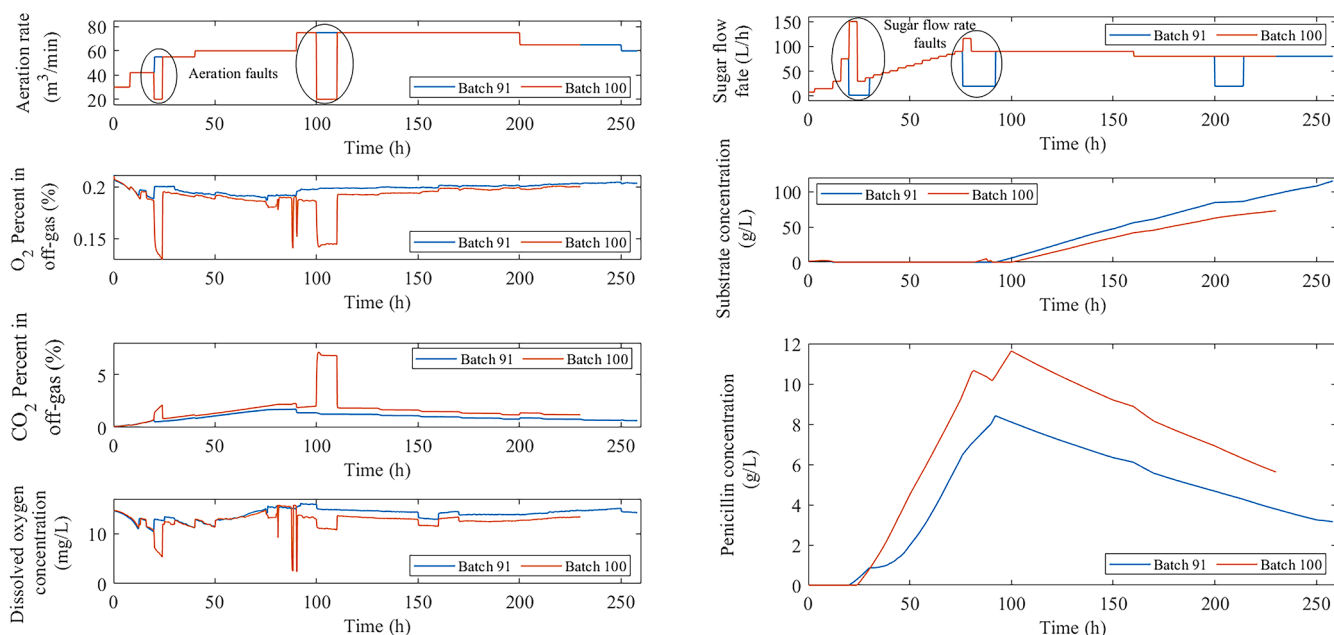 Aeration rate
(m³/min)
80
60
40
20
Aeration faults
Batch 91
Batch 100
0
50
100
150
200
250
Time (h)
O₂ Percent in
off-gas (%)
0.2
0.15
Batch 91
Batch 100
0
50
100
150
200
250
Time (h)
CO₂ Percent in
off-gas (%)
5
0
Batch 91
Batch 100
0
50
100
150
200
250
Time (h)
Dissolved oxygen
concentration
(mg/L)
10
0
Batch 91
Batch 100
0
50
100
150
200
250
Time (h)
Sugar flow
fate (L/h)
150
100
50
0
Sugar flow rate
faults
Batch 91
Batch 100
0
50
100
150
200
250
Time (h)
Substrate concentration
(g/L)
100
50
0
Batch 91
Batch 100
0
50
100
150
200
250
Time (h)
Penicillin concentration
(g/L)
12
10
8
6
4
2
0
Batch 91
Batch 100
0
50
100
150
200
250
Time (h)